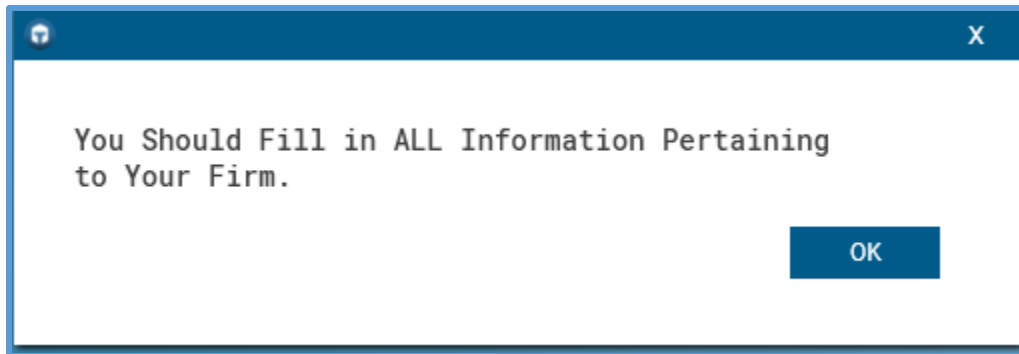 X
You Should Fill in ALL Information Pertaining
to Your Firm.
OK